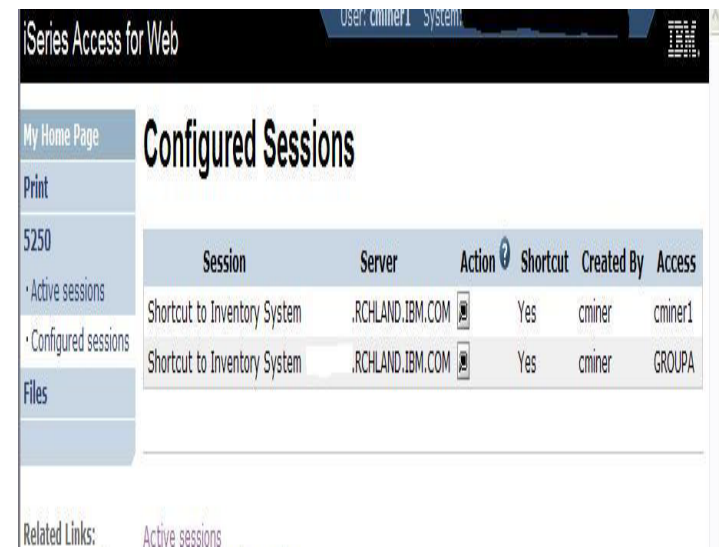 iSeries Access for Web
User: cminer1 System:
IBM.
My Home Page
Print
5250
• Active sessions
• Configured sessions
Files
Configured Sessions
Session Server Action ? Shortcut Created By Access
Shortcut to Inventory System .RCHLAND.IBM.COM Yes cminer cminer1
Shortcut to Inventory System .RCHLAND.IBM.COM Yes cminer GROUPA
Related Links:
Active sessions